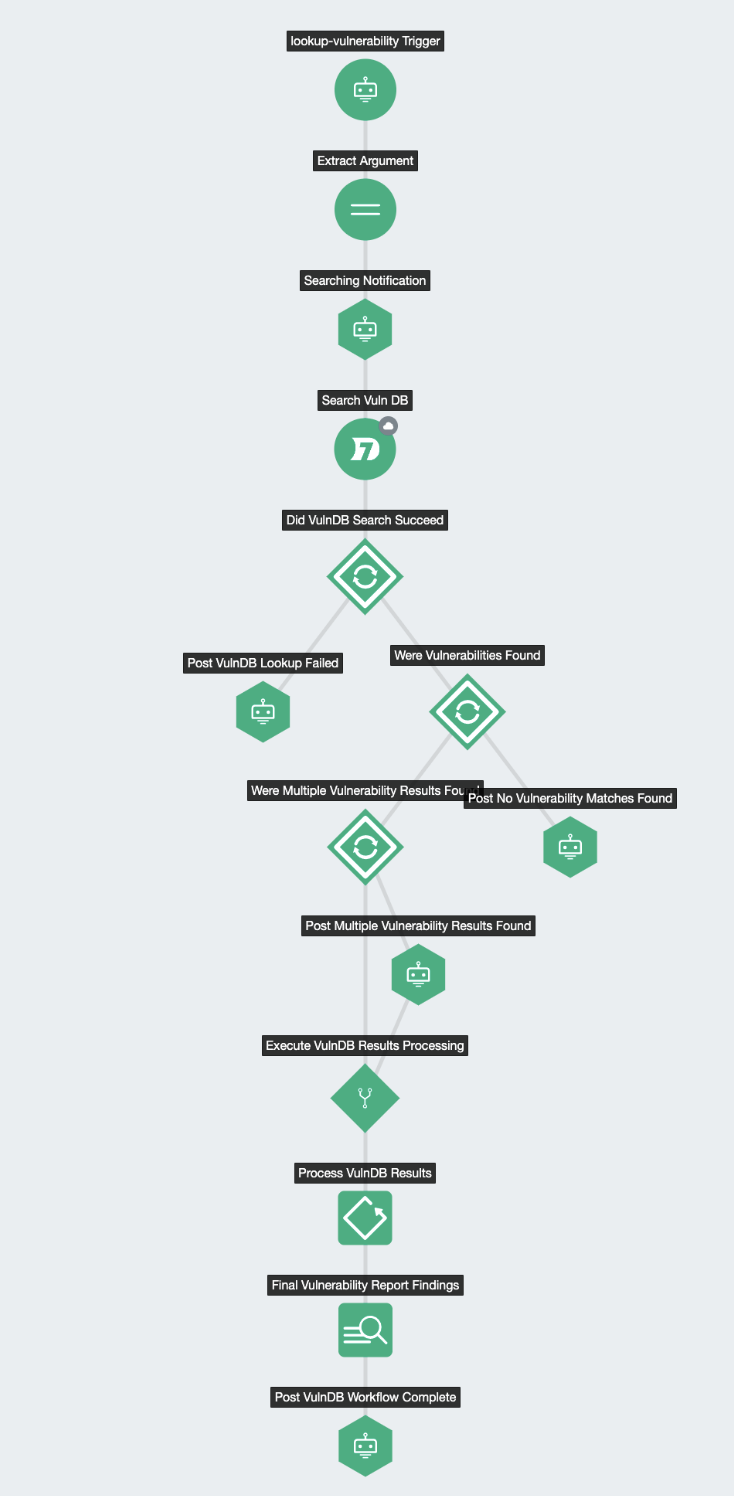 lookup-vulnerability Trigger
Extract Argument
Searching Notification
Search Vuln DB
Did VulnDB Search Succeed
Were Vulnerabilities Found
Post VulnDB Lookup Failed
Were Multiple Vulnerability Results Found
Post No Vulnerability Matches Found
Post Multiple Vulnerability Results Found
Execute VulnDB Results Processing
Process VulnDB Results
Final Vulnerability Report Findings
Post VulnDB Workflow Complete